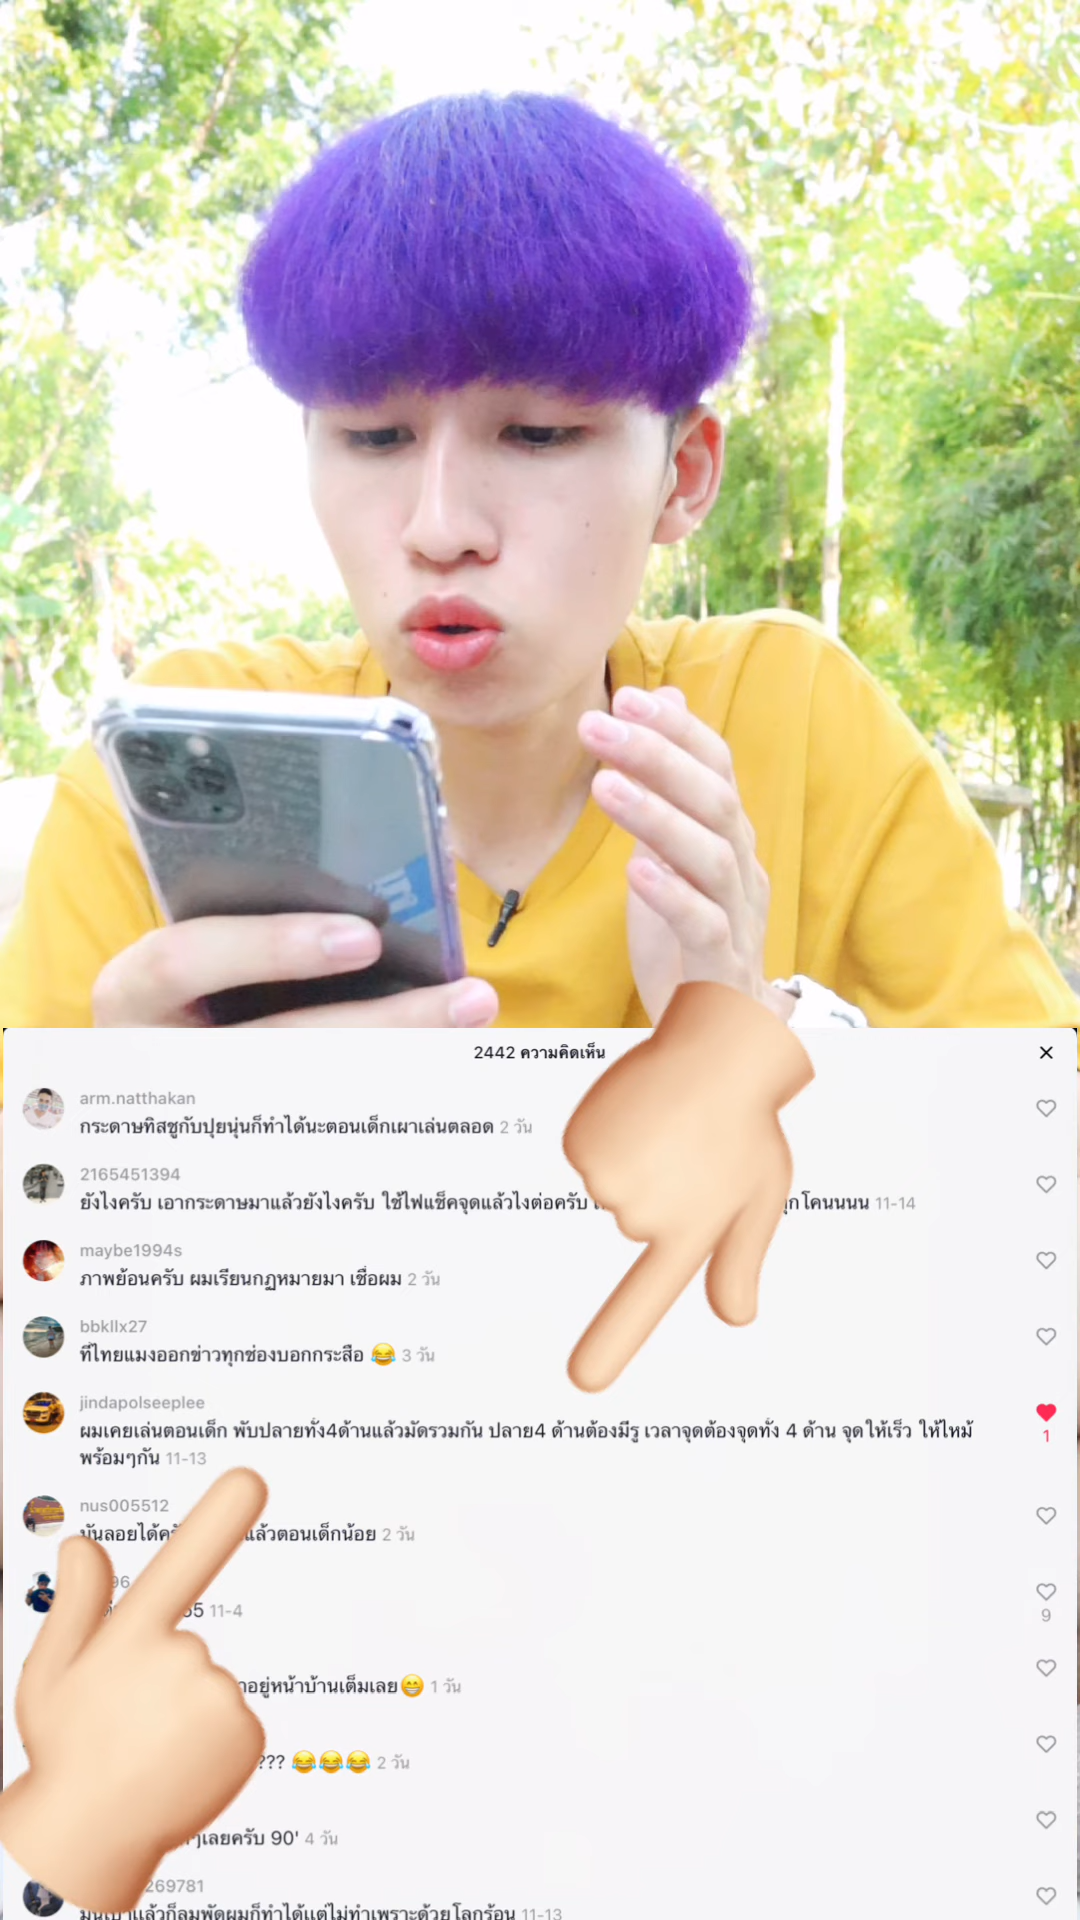 2442 ความคิดเห็น
arm.natthakan
กระดาษทิสชูกับปุยนุ่นก็ทำได้นะตอนเด็กเผาเล่นตลอด 2 วัน
2165451394
ยังไงครับ เอากระดาษมาแล้วยังไงครับ ใช้ไฟแช็คจุดแล้วไงต่อครับ โคนนนน 11-14
maybe1994s
ภาพย้อนครับ ผมเรียนกฏหมายมา เชื่อผม 2 วัน
bbkllx27
ที่ไทยแมงออกข่าวทุกช่องบอกกระสือ 😂 3 วัน
jindapolseeplee
ผมเคยเล่นตอนเด็ก พับปลายทั่ง4ด้านแล้วมัดรวมกัน ปลาย4 ด้านต้องมีรู เวลาจุดต้องจุดทั่ง 4 ด้าน จุดให้เร็ว ให้ไหม้
พร้อมๆกัน 11-13
1
nus005512
มันลอยได้ แล้วตอนเด็กน้อย 2 วัน
96
55 11-4
9
อยู่หน้าบ้านเต็มเลย😁 1 วัน
??? 😂😂😂 2 วัน
เลยครับ 90' 4 วัน
269781
แล้วก็ลมพัดผมก็ทำได้แต่ไม่ทำเพราะด้วยโลกร้อน 11-13